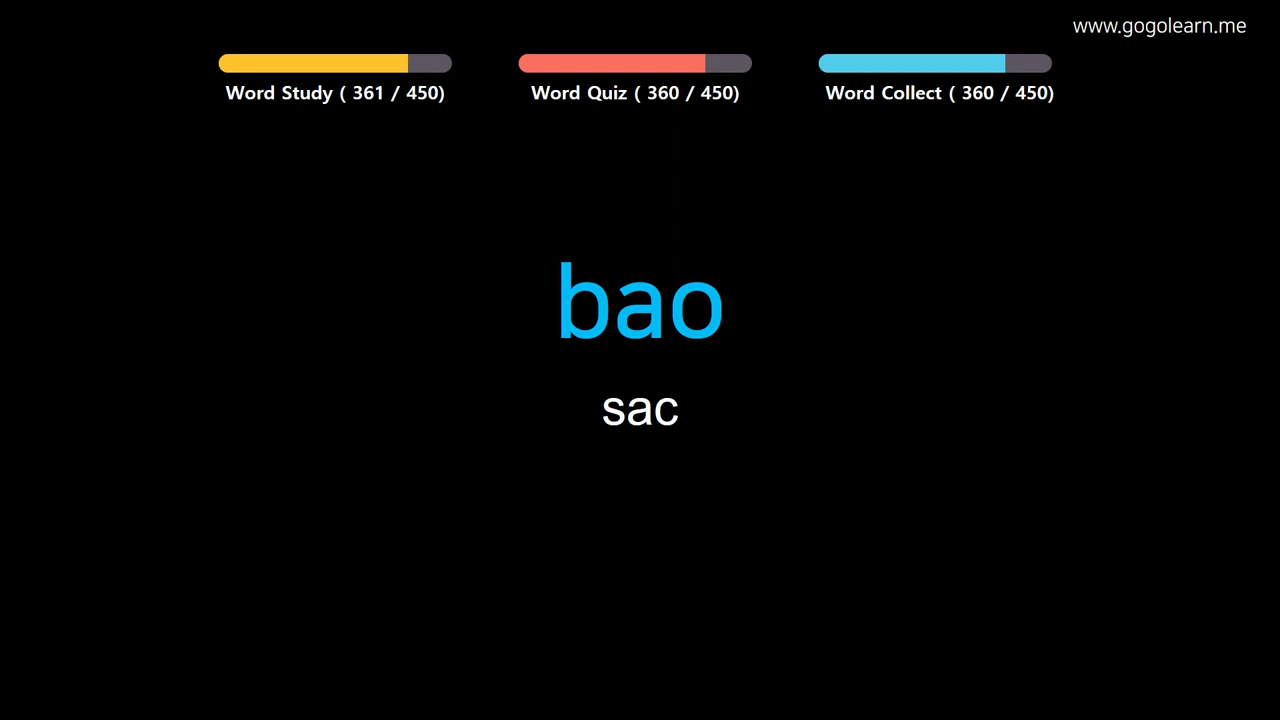 www.gogolearn.me
Word Study ( 361 / 450)
Word Quiz ( 360 / 450)
Word Collect ( 360 / 450)
bao
sac